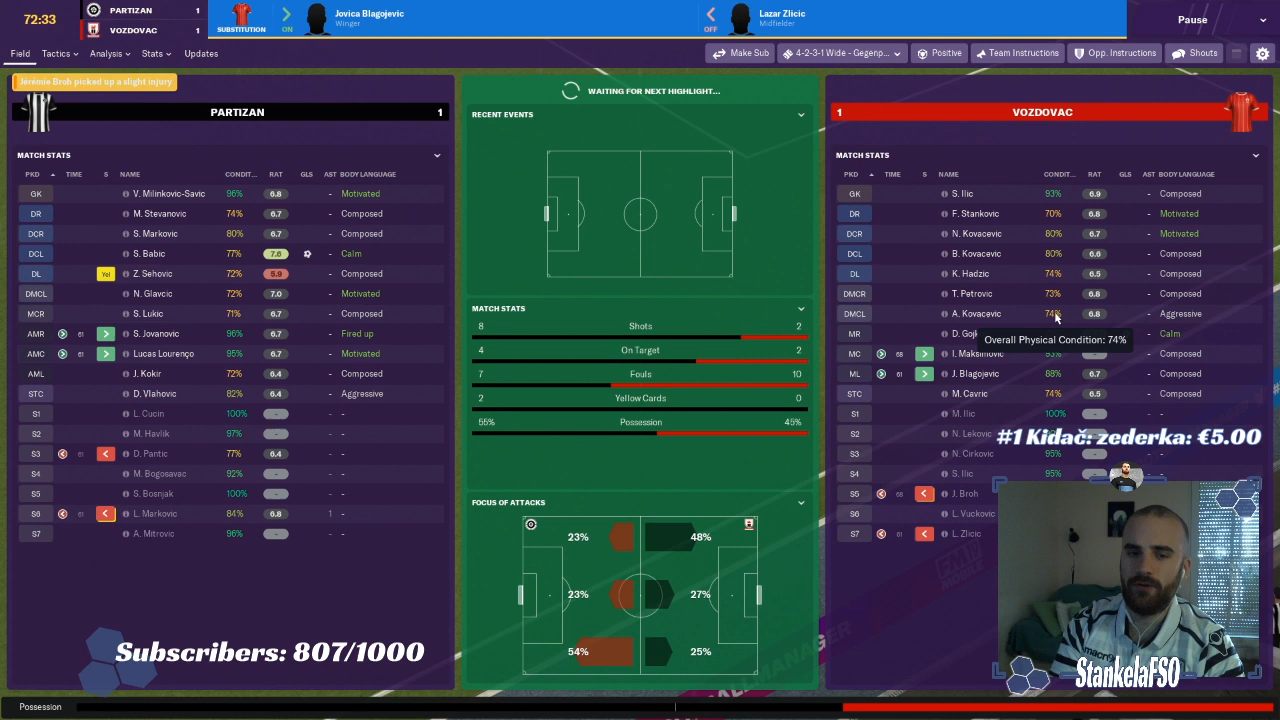 72:33
PARTIZAN 1
VOZDOVAC 1
SUBSTITUTION
ON
Jovica Blagojevic
Winger
OFF
Lazar Zlicic
Midfielder
Pause
Field Tactics Analysis Stats Updates
Make Sub 4-2-3-1 Wide - Gegenp... Positive Team Instructions Opp. Instructions Shouts
Jérémie Broh picked up a slight injury
PARTIZAN 1
MATCH STATS
PKD TIME S NAME CONDIT... RAT GLS AST BODY LANGUAGE
GK V. Milinkovic-Savic 96% 6.8 - Motivated
DR M. Stevanovic 74% 6.7 - Composed
DCR S. Markovic 80% 6.7 - Composed
DCL S. Babic 77% 7.6 - Calm
DL Yel Z. Sehovic 72% 5.9 - Composed
DMCL N. Glavcic 72% 7.0 - Motivated
MCR S. Lukic 71% 6.7 - Composed
AMR 61 S. Jovanovic 96% 6.7 - Fired up
AMC 61 Lucas Lourenço 95% 6.7 - Motivated
AML J. Kokir 72% 6.4 - Composed
STC D. Vlahovic 82% 6.4 - Aggressive
S1 L. Cucin 100% - - -
S2 M. Havlik 97% - - -
S3 61 D. Pantic 77% 6.4 - -
S4 M. Bogosavac 92% - - -
S5 S. Bosnjak 100% - - -
S6 61 L. Markovic 84% 6.8 1 -
S7 A. Mitrovic 96% - - -
WAITING FOR NEXT HIGHLIGHT...
RECENT EVENTS
MATCH STATS
8 Shots 2
4 On Target 2
7 Fouls 10
2 Yellow Cards 0
55% Possession 45%
FOCUS OF ATTACKS
23% 48%
23% 27%
54% 25%
1 VOZDOVAC
MATCH STATS
PKD TIME S NAME CONDIT... RAT GLS AST BODY LANGUAGE
GK S. Ilic 93% 6.9 - Composed
DR F. Stankovic 70% 6.8 - Motivated
DCR N. Kovacevic 80% 6.7 - Motivated
DCL B. Kovacevic 80% 6.6 - Composed
DL K. Hadzic 74% 6.5 - Composed
DMCR T. Petrovic 73% 6.8 - Composed
DMCL A. Kovacevic 74% 6.8 - Aggressive
MR D. - Calm
Overall Physical Condition: 74%
MC 68 I. Maksimovic 93% - Composed
ML 61 J. Blagojevic 88% 6.7 - Composed
STC M. Cavric 74% 6.5 - Composed
S1 M. Ilic 100% - - -
S2 N. Lekovic
S3 N. Cirkovic 95% - - -
S4 S. Ilic 95% - - -
S5 68 J. Broh
S6 L. Vuckovic
S7 61 L. Zlicic
#1 Kidač: zederka: €5.00
Subscribers: 807/1000
macron
StankelaFSO
Possession